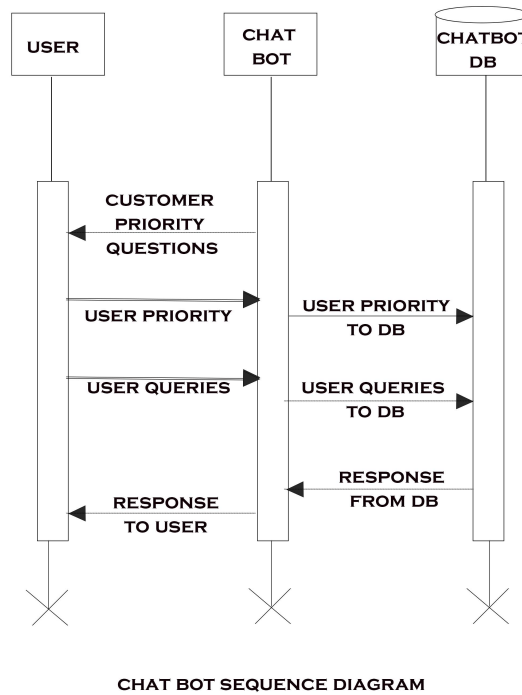 USER
CHAT
BOT
CHATBOT
DB
CUSTOMER
PRIORITY
QUESTIONS
USER PRIORITY
USER PRIORITY
TO DB
USER QUERIES
USER QUERIES
TO DB
RESPONSE
FROM DB
RESPONSE
TO USER
CHAT BOT SEQUENCE DIAGRAM